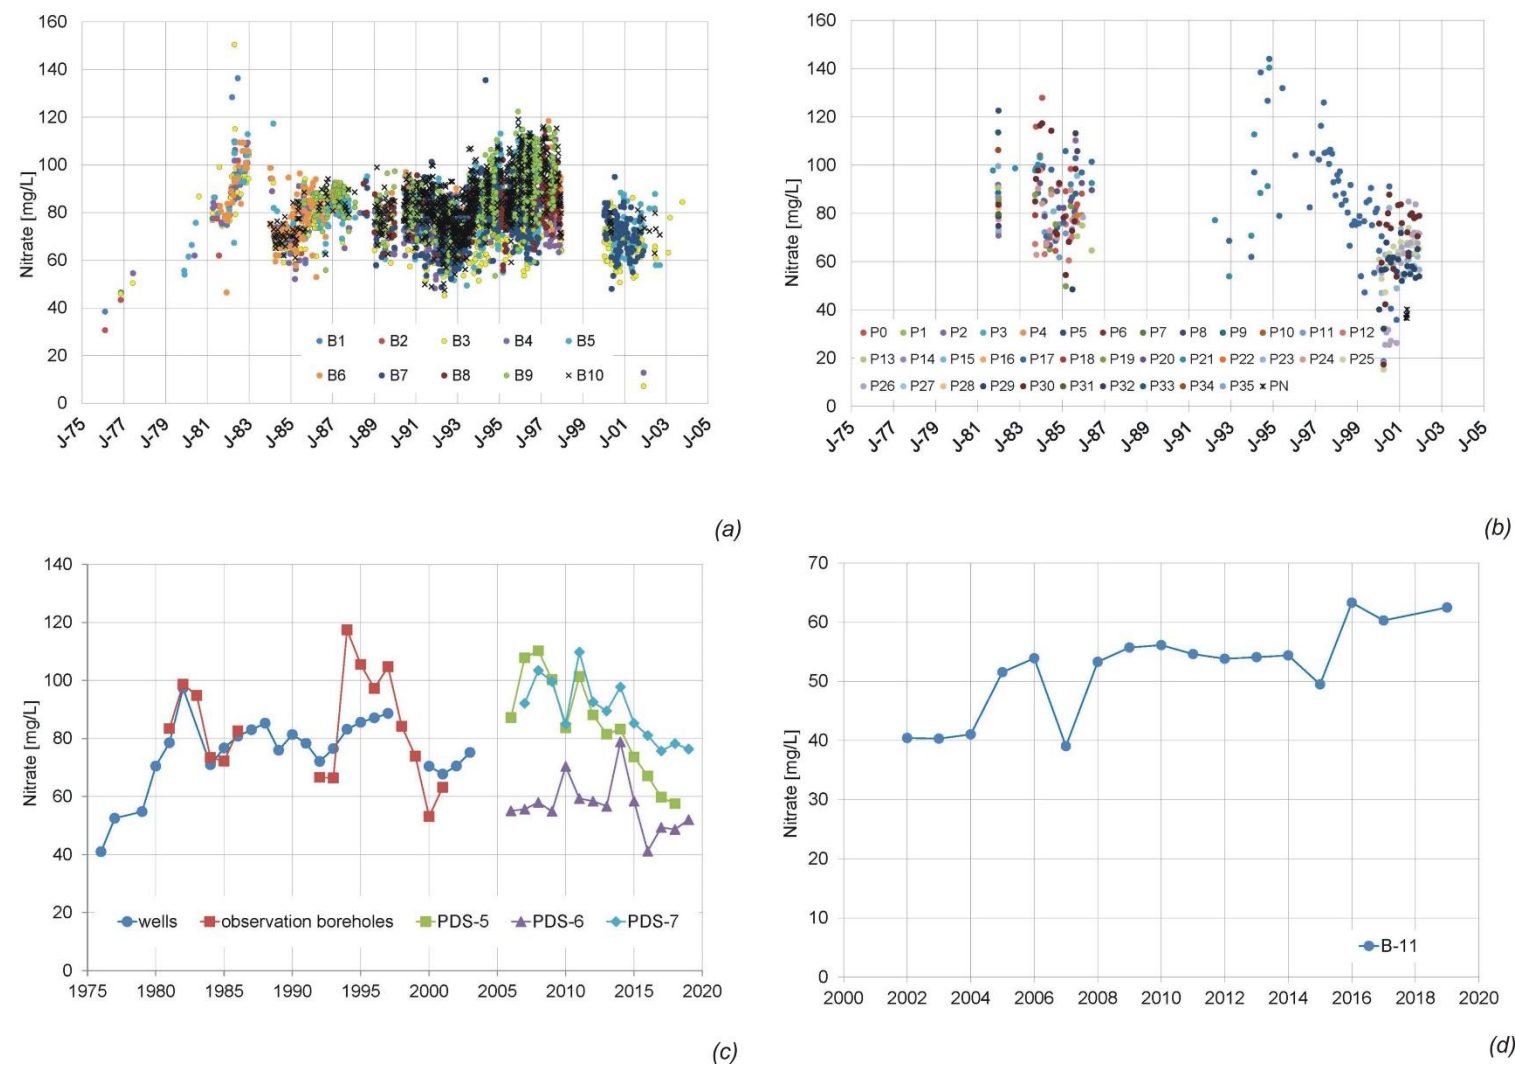 160
140
120
100
80
60
40
20
0
Nitrate [mg/L]
B1 B2 B3 B4 B5
B6 B7 B8 B9 B10
J-75 J-77 J-79 J-81 J-83 J-85 J-87 J-89 J-91 J-93 J-95 J-97 J-99 J-01 J-03 J-05
(a)
160
140
120
100
80
60
40
20
0
Nitrate [mg/L]
P0 P1 P2 P3 P4 P5 P6 P7 P8 P9 P10 P11 P12
P13 P14 P15 P16 P17 P18 P19 P20 P21 P22 P23 P24 P25
P26 P27 P28 P29 P30 P31 P32 P33 P34 P35 PN
J-75 J-77 J-79 J-81 J-83 J-85 J-87 J-89 J-91 J-93 J-95 J-97 J-99 J-01 J-03 J-05
(b)
140
120
100
80
60
40
20
0
Nitrate [mg/L]
wells observation boreholes PDS-5 PDS-6 PDS-7
1975 1980 1985 1990 1995 2000 2005 2010 2015 2020
(c)
70
60
50
40
30
20
10
0
Nitrate [mg/L]
B-11
2000 2002 2004 2006 2008 2010 2012 2014 2016 2018 2020
(d)